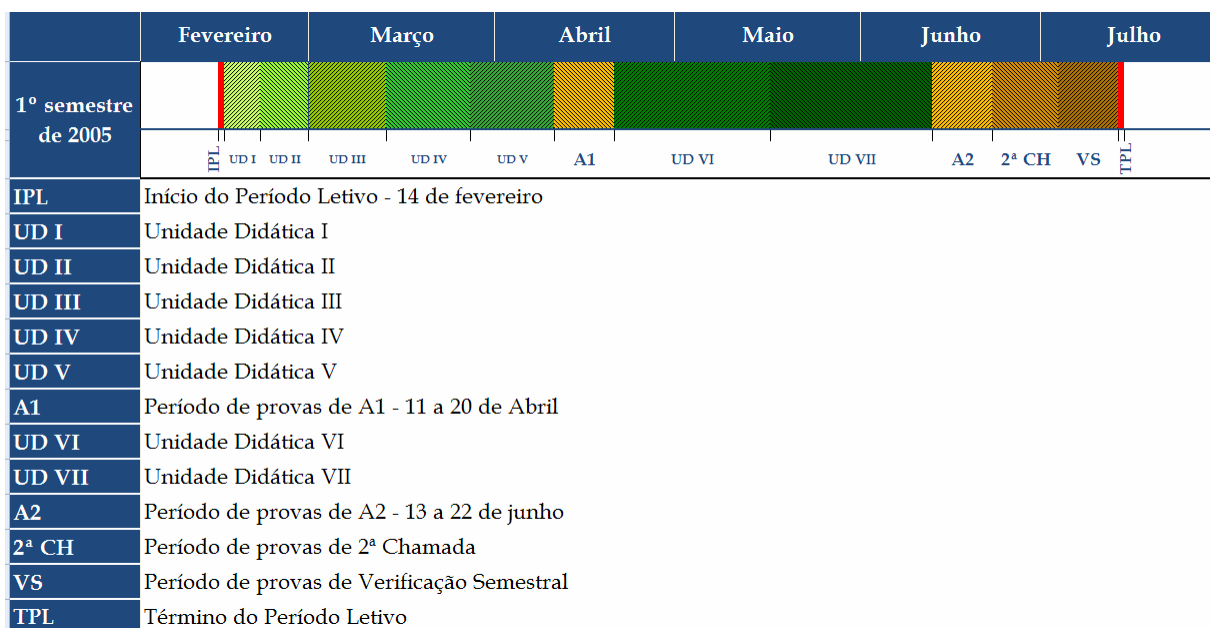 Fevereiro Março Abril Maio Junho Julho
1º semestre
de 2005
IPL UD I UD II UD III UD IV UD V A1 UD VI UD VII A2 2ª CH VS TPL
IPL Início do Período Letivo - 14 de fevereiro
UD I Unidade Didática I
UD II Unidade Didática II
UD III Unidade Didática III
UD IV Unidade Didática IV
UD V Unidade Didática V
A1 Período de provas de A1 - 11 a 20 de Abril
UD VI Unidade Didática VI
UD VII Unidade Didática VII
A2 Período de provas de A2 - 13 a 22 de junho
2ª CH Período de provas de 2ª Chamada
VS Período de provas de Verificação Semestral
TPL Término do Período Letivo